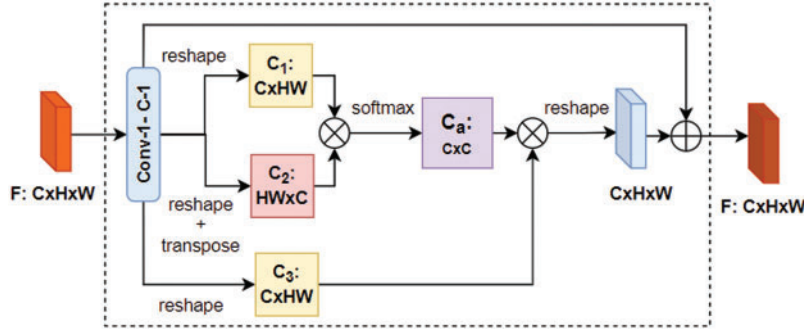 F: CxHxW
Conv-1- C-1
reshape
C1:
CxHW
reshape
+
transpose
C2:
HWxC
reshape
C3:
CxHW
softmax
Ca:
CxC
reshape
CxHxW
F: CxHxW